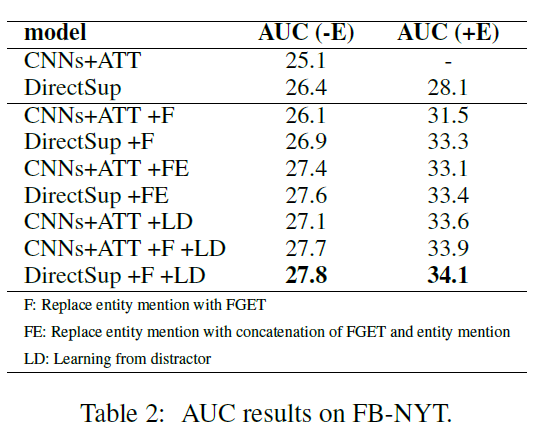 model AUC (-E) AUC (+E)
CNNs+ATT 25.1 -
DirectSup 26.4 28.1
CNNs+ATT +F 26.1 31.5
DirectSup +F 26.9 33.3
CNNs+ATT +FE 27.4 33.1
DirectSup +FE 27.6 33.4
CNNs+ATT +LD 27.1 33.6
CNNs+ATT +F +LD 27.7 33.9
DirectSup +F +LD 27.8 34.1
F: Replace entity mention with FGET
FE: Replace entity mention with concatenation of FGET and entity mention
LD: Learning from distractor
Table 2: AUC results on FB-NYT.